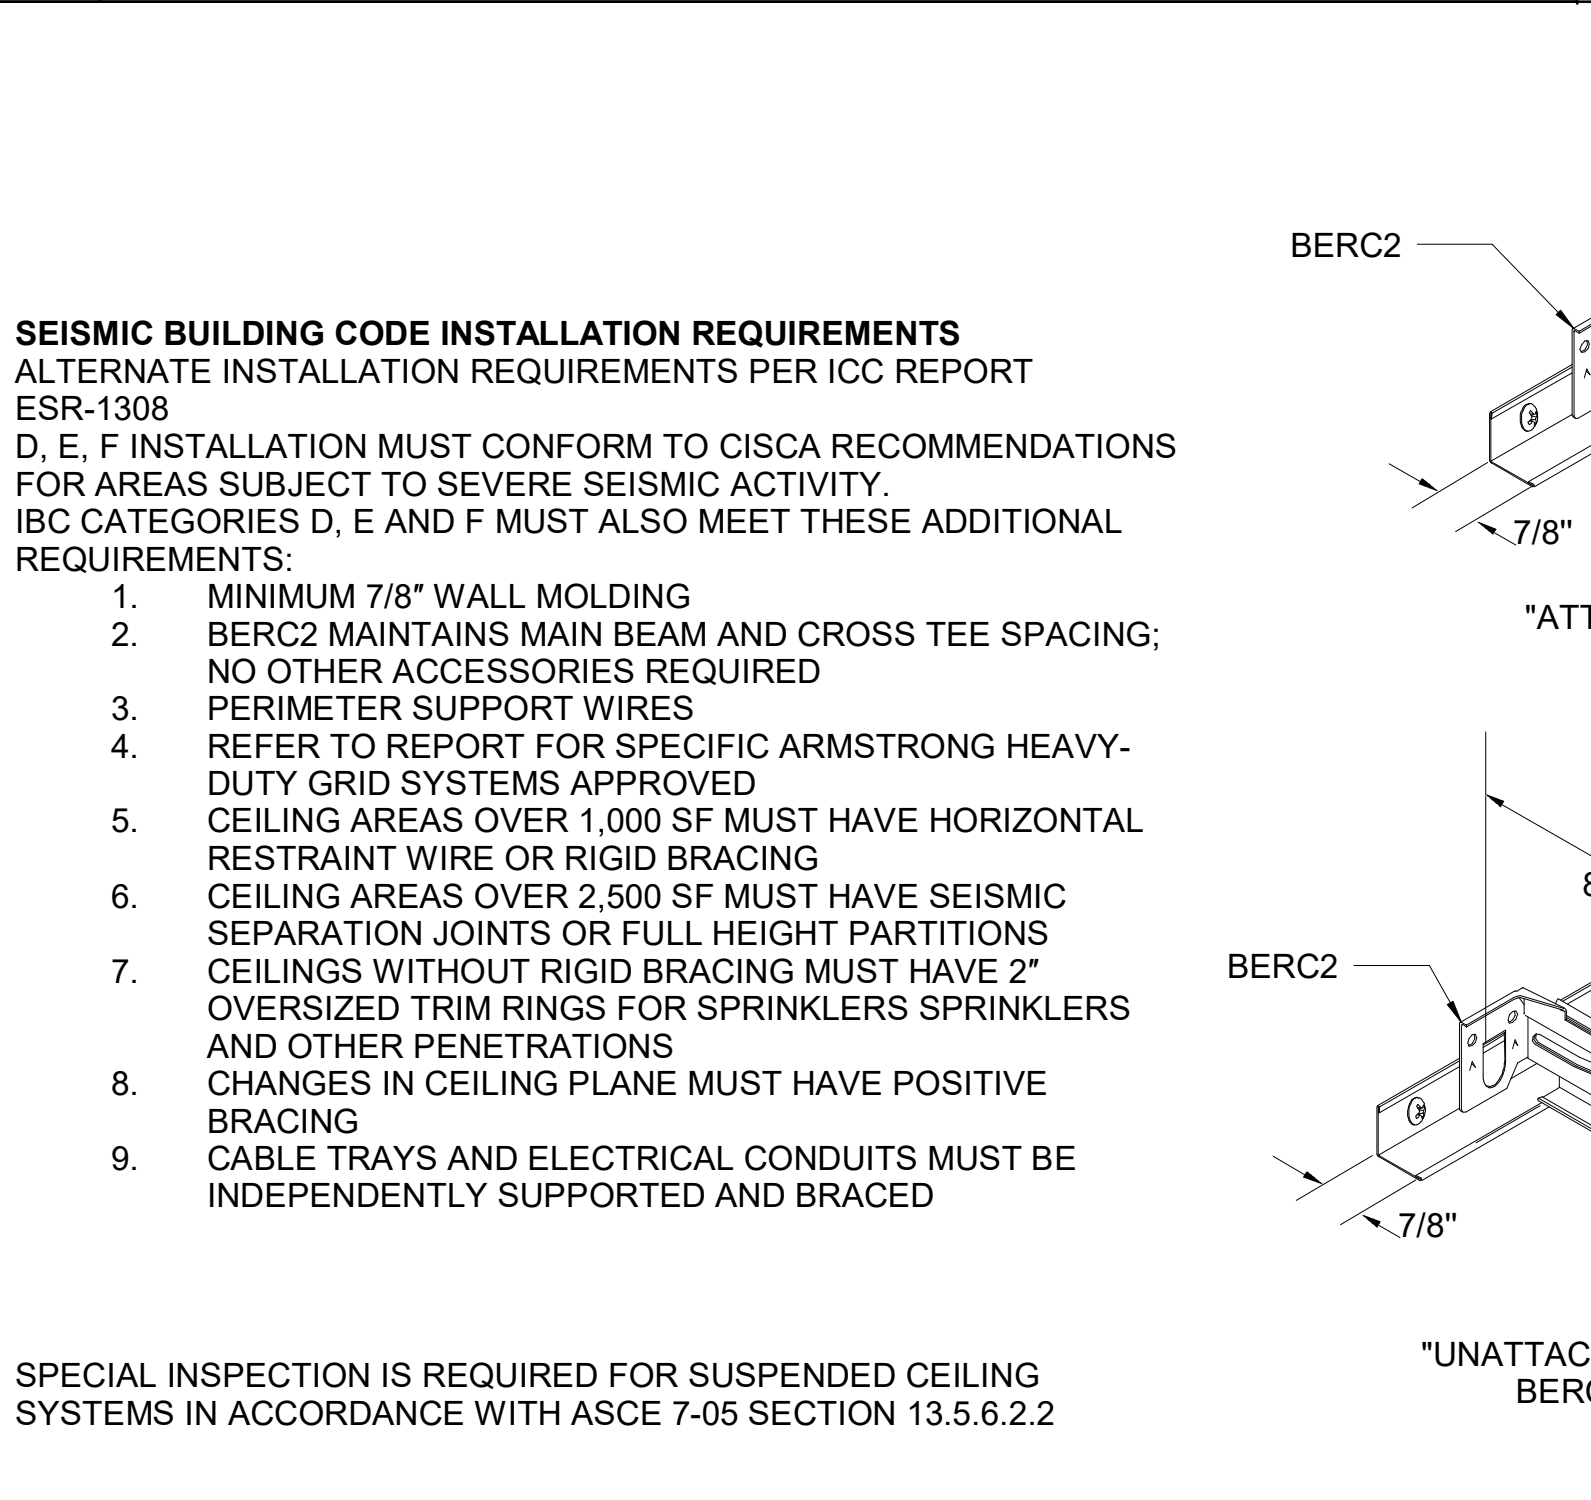 SEISMIC BUILDING CODE INSTALLATION REQUIREMENTS
ALTERNATE INSTALLATION REQUIREMENTS PER ICC REPORT
ESR-1308
D, E, F INSTALLATION MUST CONFORM TO CISCA RECOMMENDATIONS
FOR AREAS SUBJECT TO SEVERE SEISMIC ACTIVITY.
IBC CATEGORIES D, E AND F MUST ALSO MEET THESE ADDITIONAL
REQUIREMENTS:
1. MINIMUM 7/8″ WALL MOLDING
2. BERC2 MAINTAINS MAIN BEAM AND CROSS TEE SPACING;
NO OTHER ACCESSORIES REQUIRED
3. PERIMETER SUPPORT WIRES
4. REFER TO REPORT FOR SPECIFIC ARMSTRONG HEAVY-
DUTY GRID SYSTEMS APPROVED
5. CEILING AREAS OVER 1,000 SF MUST HAVE HORIZONTAL
RESTRAINT WIRE OR RIGID BRACING
6. CEILING AREAS OVER 2,500 SF MUST HAVE SEISMIC
SEPARATION JOINTS OR FULL HEIGHT PARTITIONS
7. CEILINGS WITHOUT RIGID BRACING MUST HAVE 2″
OVERSIZED TRIM RINGS FOR SPRINKLERS SPRINKLERS
AND OTHER PENETRATIONS
8. CHANGES IN CEILING PLANE MUST HAVE POSITIVE
BRACING
9. CABLE TRAYS AND ELECTRICAL CONDUITS MUST BE
INDEPENDENTLY SUPPORTED AND BRACED
SPECIAL INSPECTION IS REQUIRED FOR SUSPENDED CEILING
SYSTEMS IN ACCORDANCE WITH ASCE 7-05 SECTION 13.5.6.2.2
BERC2
7/8"
"ATT
BERC2
7/8"
"UNATTAC
BERC